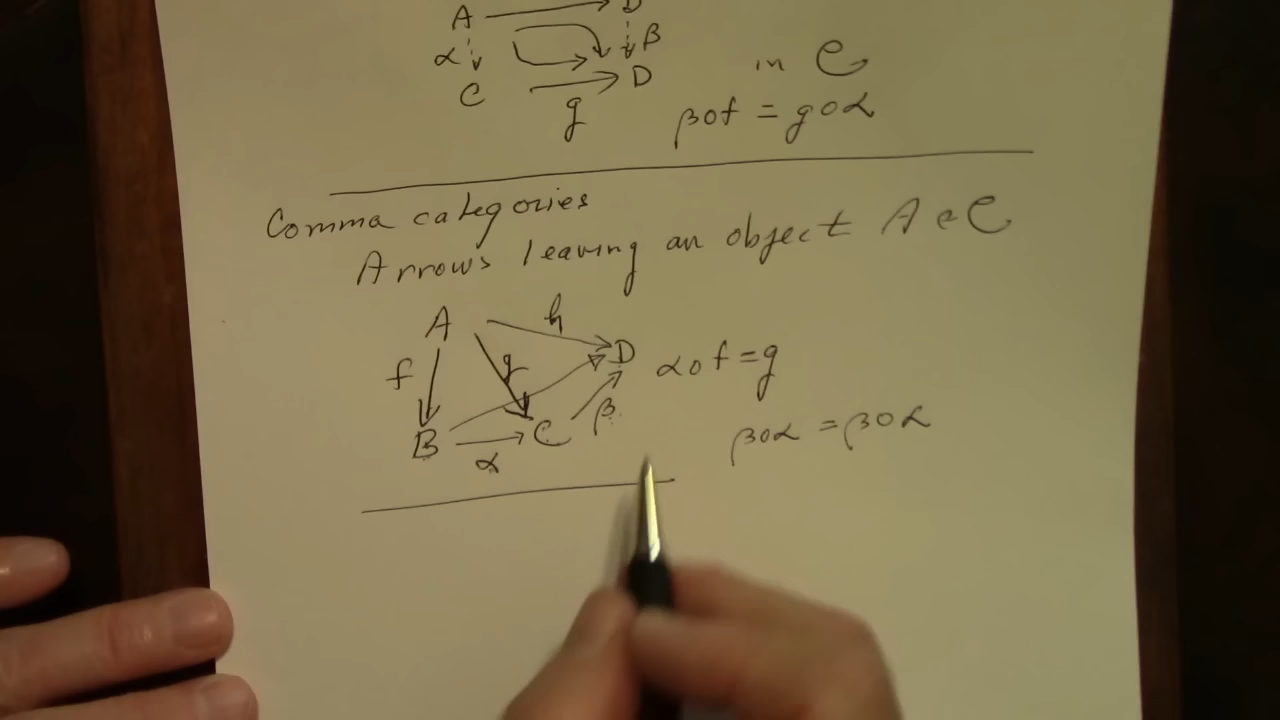 A D
α β
C D in C
g β∘f = g∘α
Comma categories
Arrows leaving an object A ∈ C
A h
f g D α∘f = g
B α C β β∘α = β∘α